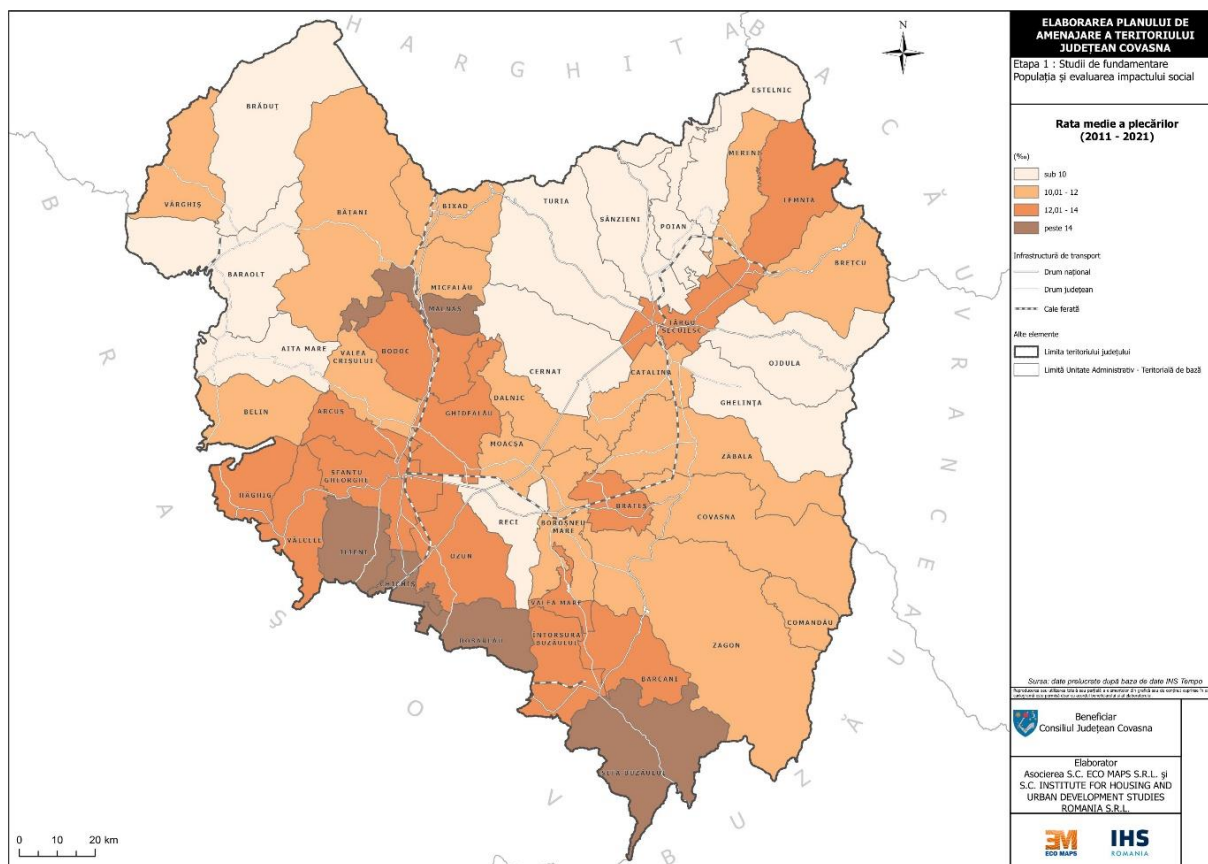 HARGHITA
BACĂU
VRANCEA
BUZĂU
BRAȘOV
N
ESTELNIC
BRĂDUȚ
MERENI
LEMNIA
VÂRGHIȘ
BĂȚANI
BIXAD
TURIA
SÂNZIENI
POIAN
BREȚCU
BARAOLT
MICFALĂU
MALNAȘ
TÂRGU
SECUIESC
AITA MARE
VALEA
CRIȘULUI
BODOC
CERNAT
CATALINA
OJDULA
GHELINȚA
BELIN
ARCUȘ
GHIDFALĂU
DALNIC
MOACȘA
ZĂBALA
HĂGHIG
SFÂNTU
GHEORGHE
RECI
BOROȘNEU
MARE
BRATEȘ
COVASNA
VÂLCELE
ILIENI
CHICHIȘ
OZUN
VALEA MARE
COMANDĂU
DOBÂRLĂU
ÎNTORSURA
BUZĂULUI
ZAGON
BARCANI
SITA BUZĂULUI
0 10 20 km
ELABORAREA PLANULUI DE
AMENAJARE A TERITORIULUI
JUDEȚEAN COVASNA
Etapa 1 : Studii de fundamentare
Populația și evaluarea impactului social
Rata medie a plecărilor
(2011 - 2021)
(‰)
sub 10
10,01 - 12
12,01 - 14
peste 14
Infrastructură de transport
Drum național
Drum județean
Cale ferată
Alte elemente
Limita teritoriului județului
Limită Unitate Administrativ - Teritorială de bază
Sursa: date prelucrate după baza de date INS Tempo
Beneficiar
Consiliul Județean Covasna
Elaborator
Asocierea S.C. ECO MAPS S.R.L. și
S.C. INSTITUTE FOR HOUSING AND
URBAN DEVELOPMENT STUDIES
ROMANIA S.R.L.
EM
ECO MAPS
IHS
ROMANIA